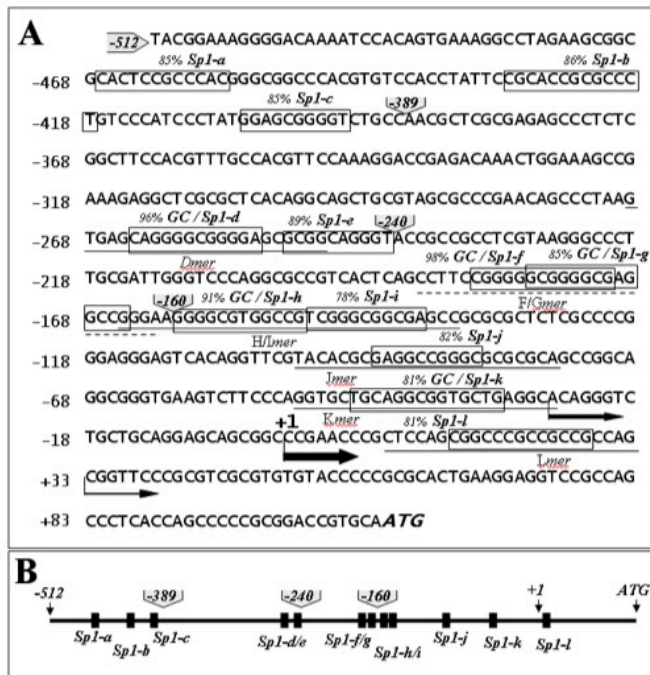 A
-512 TACGGAAAGGGGACAAAATCCACAGTGAAAGGCCTAGAAGCGGC
85% Sp1-a 86% Sp1-b
-468 GCACTCCGCCCACGGGCGGCCCACGTGTCCACCTATTCCGCACCGCGCCC
85% Sp1-c -389
-418 TGTCCCATCCCTATGGAGCGGGGTCTGCCAACGCTCGCGAGAGCCCTCTC
-368 GGCTTCCACGTTTGCCACGTTCCAAAGGACCGAGACAAACTGGAAAGCCG
-318 AAAGAGGCTCGCGCTCACAGGCAGCTGCGTAGCGCCCGAACAGCCCTAAG
96% GC / Sp1-d 89% Sp1-e -240
-268 TGAGCAGGGGCGGGGAGCGCGGCAGGGTACCGCCGCCTCGTAAGGGCCCT
Dmer 98% GC / Sp1-f 85% GC / Sp1-g
-218 TGCGATTGGGTCCCAGGCGCCGTCACTCAGCCTTCCGGGGGCGGGGCGAG
-160 91% GC / Sp1-h 78% Sp1-i F/Gmer
-168 GCCGGGAAGGGGCGTGGCCGTCGGGCGGCGAGCCGCGCGCTCTCGCCCCG
H/Imer 82% Sp1-j
-118 GGAGGGAGTCACAGGTTCGTACACGCGAGGCCGGGCGCGCGCAGCCGGCA
Jmer 81% GC / Sp1-k
-68 GGCGGGTGAAGTCTTCCCAGGTGCTGCAGGCGGTGCTGAGGCACAGGGTC
+1 Kmer 81% Sp1-l
-18 TGCTGCAGGAGCAGCGGCCCGAACCCGCTCCAGCGGCCCGCCGCCGCCAG
Lmer
+33 CGGTTCCCGCGTCGCGTGTGTACCCCCGCGCACTGAAGGAGGTCCGCCAG
+83 CCCTCACCAGCCCCCGCGGACCGTGCAATG
B
-512 -389 -240 -160 +1 ATG
Sp1-a Sp1-b Sp1-c Sp1-d/e Sp1-f/g Sp1-h/i Sp1-j Sp1-k Sp1-l